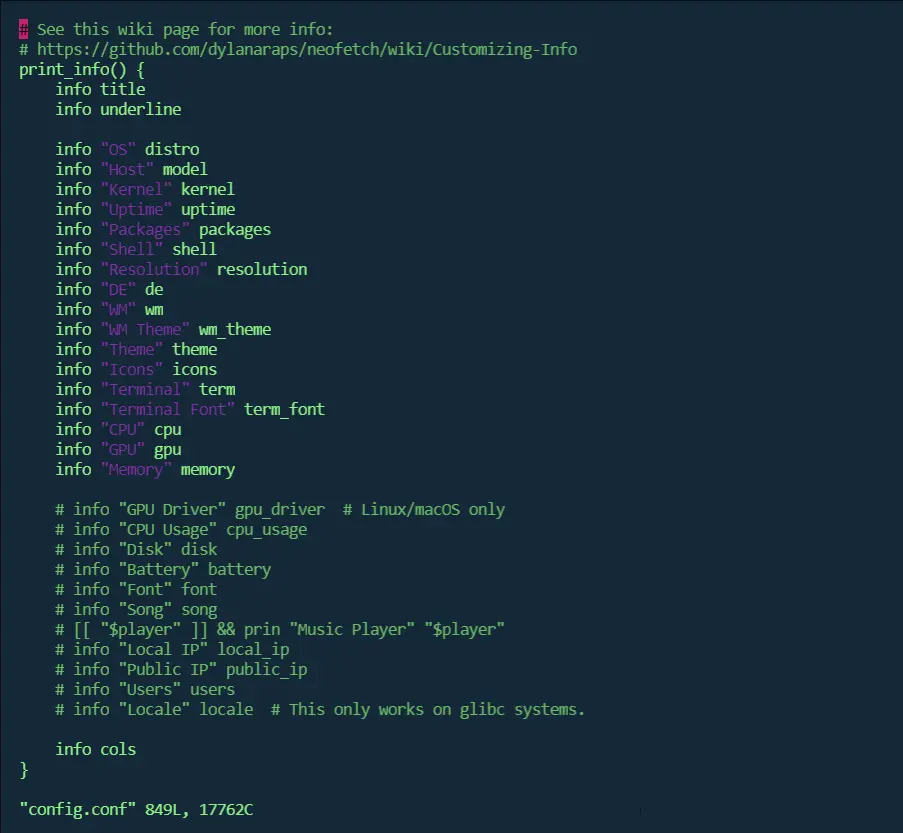 # See this wiki page for more info:
# https://github.com/dylanaraps/neofetch/wiki/Customizing-Info
print_info() {
    info title
    info underline

    info "OS" distro
    info "Host" model
    info "Kernel" kernel
    info "Uptime" uptime
    info "Packages" packages
    info "Shell" shell
    info "Resolution" resolution
    info "DE" de
    info "WM" wm
    info "WM Theme" wm_theme
    info "Theme" theme
    info "Icons" icons
    info "Terminal" term
    info "Terminal Font" term_font
    info "CPU" cpu
    info "GPU" gpu
    info "Memory" memory

    # info "GPU Driver" gpu_driver  # Linux/macOS only
    # info "CPU Usage" cpu_usage
    # info "Disk" disk
    # info "Battery" battery
    # info "Font" font
    # info "Song" song
    # [[ "$player" ]] && prin "Music Player" "$player"
    # info "Local IP" local_ip
    # info "Public IP" public_ip
    # info "Users" users
    # info "Locale" locale  # This only works on glibc systems.

    info cols
}

"config.conf" 849L, 17762C